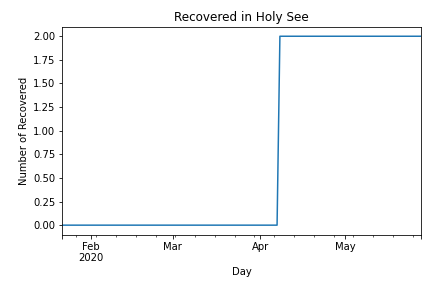 Recovered in Holy See
Number of Recovered
2.00
1.75
1.50
1.25
1.00
0.75
0.50
0.25
0.00
Feb
2020
Mar
Apr
May
Day